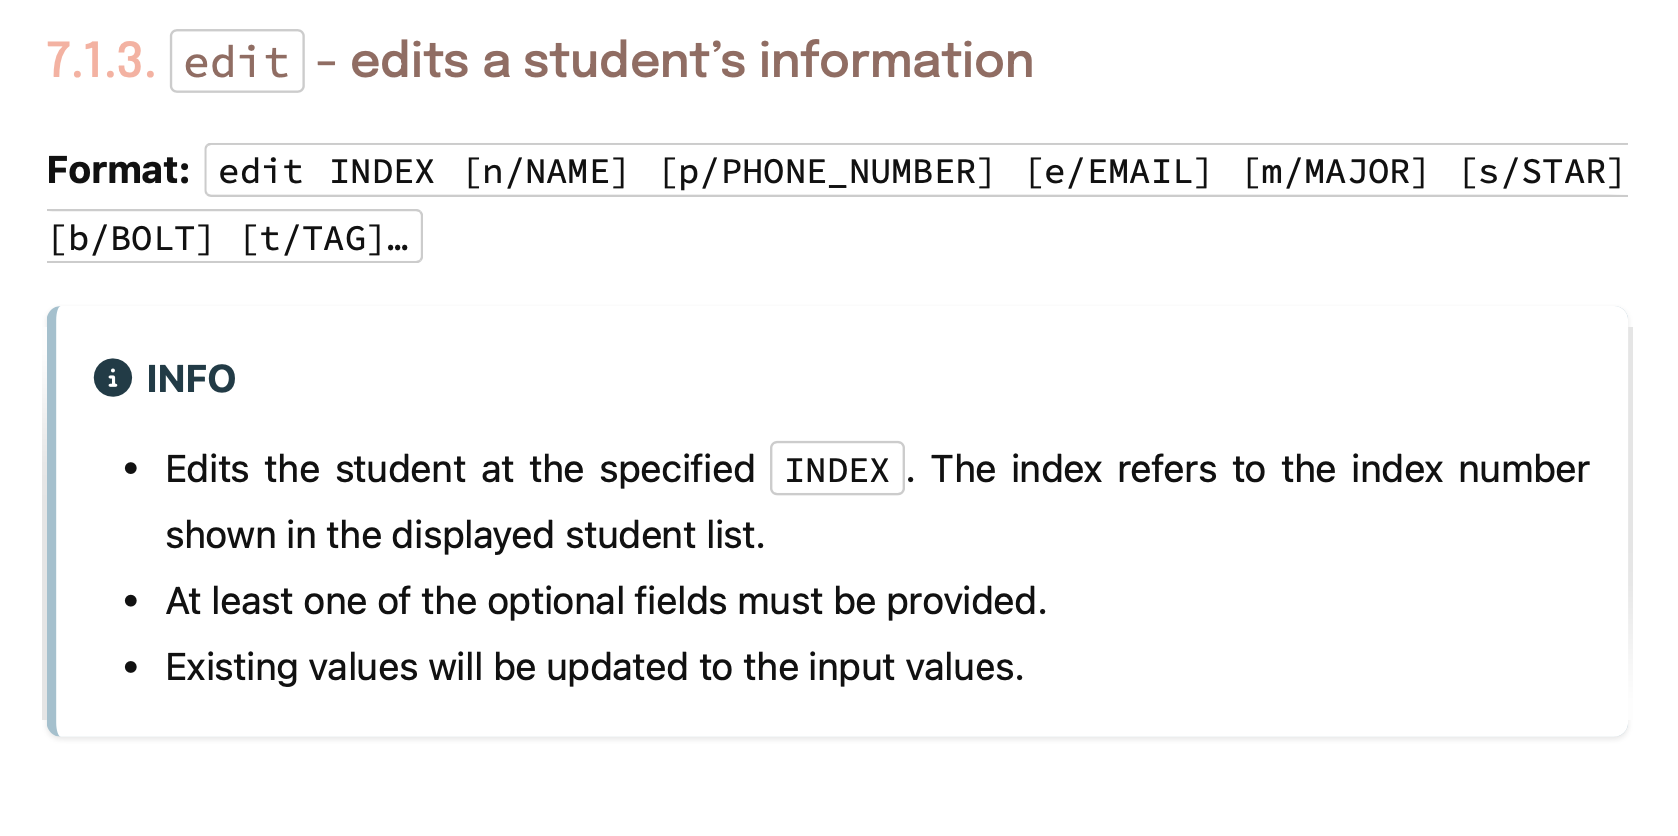 7.1.3. edit - edits a student’s information
Format: edit INDEX [n/NAME] [p/PHONE_NUMBER] [e/EMAIL] [m/MAJOR] [s/STAR]
[b/BOLT] [t/TAG]…
INFO
• Edits the student at the specified INDEX. The index refers to the index number
shown in the displayed student list.
• At least one of the optional fields must be provided.
• Existing values will be updated to the input values.